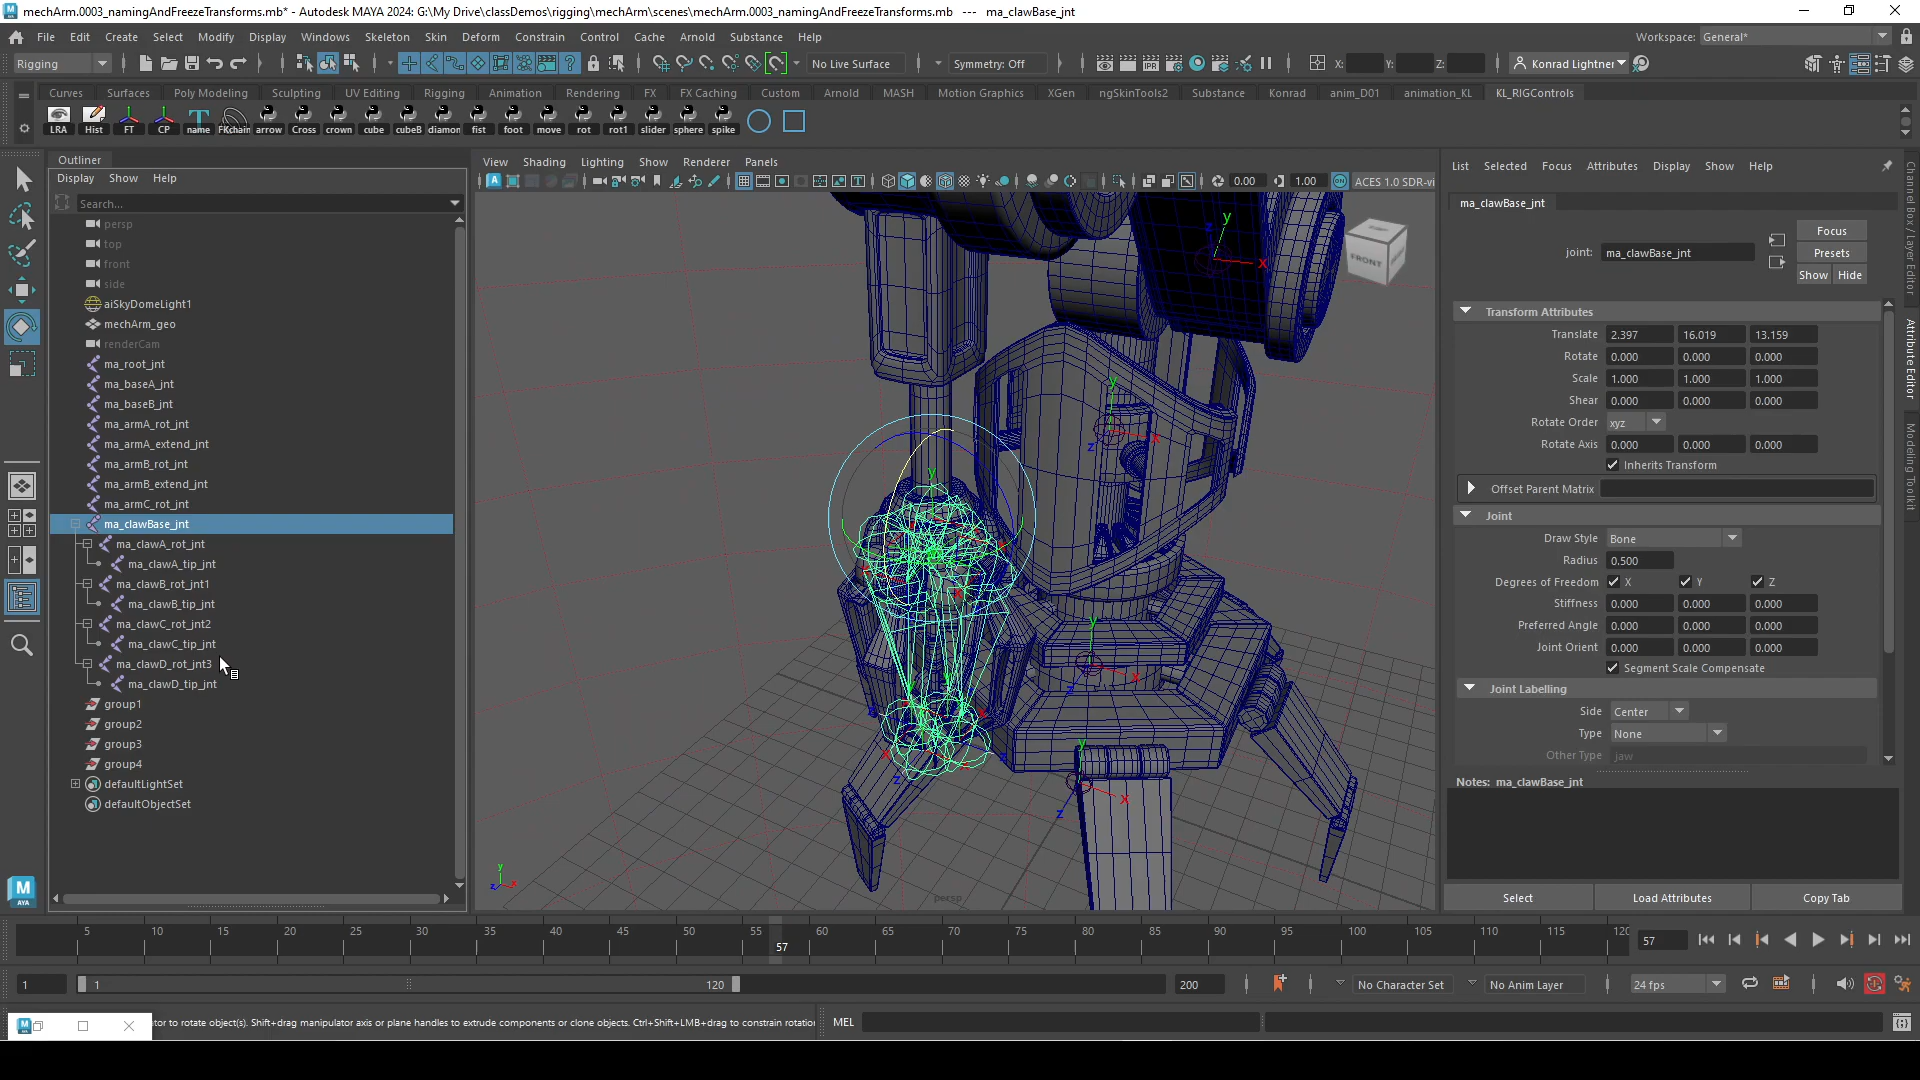 mechArm.0003_namingAndFreezeTransforms.mb* - Autodesk MAYA 2024: G:\My Drive\classDemos\rigging\mechArm\scenes\mechArm.0003_namingAndFreezeTransforms.mb --- ma_clawBase_jnt
File Edit Create Select Modify Display Windows Skeleton Skin Deform Constrain Control Cache Arnold Substance Help
Workspace: General*
Rigging
No Live Surface
Symmetry: Off
X: Y: Z:
Konrad Lightner
Curves Surfaces Poly Modeling Sculpting UV Editing Rigging Animation Rendering FX FX Caching Custom Arnold MASH Motion Graphics XGen ngSkinTools2 Substance Konrad anim_D01 animation_KL KL_RIGControls
LRA Hist FT CP name FKchain arrow Cross crown cube cubeB diamon fist foot move rot rot1 slider sphere spike
Outliner
Display Show Help
Search...
persp
top
front
side
aiSkyDomeLight1
mechArm_geo
renderCam
ma_root_jnt
ma_baseA_jnt
ma_baseB_jnt
ma_armA_rot_jnt
ma_armA_extend_jnt
ma_armB_rot_jnt
ma_armB_extend_jnt
ma_armC_rot_jnt
ma_clawBase_jnt
ma_clawA_rot_jnt
ma_clawA_tip_jnt
ma_clawB_rot_jnt1
ma_clawB_tip_jnt
ma_clawC_rot_jnt2
ma_clawC_tip_jnt
ma_clawD_rot_jnt3
ma_clawD_tip_jnt
group1
group2
group3
group4
defaultLightSet
defaultObjectSet
View Shading Lighting Show Renderer Panels
0.00 1.00 ACES 1.0 SDR-vi
FRONT
persp
List Selected Focus Attributes Display Show Help
ma_clawBase_jnt
joint: ma_clawBase_jnt
Focus
Presets
Show Hide
Transform Attributes
Translate 2.397 16.019 13.159
Rotate 0.000 0.000 0.000
Scale 1.000 1.000 1.000
Shear 0.000 0.000 0.000
Rotate Order xyz
Rotate Axis 0.000 0.000 0.000
Inherits Transform
Offset Parent Matrix
Joint
Draw Style Bone
Radius 0.500
Degrees of Freedom X Y Z
Stiffness 0.000 0.000 0.000
Preferred Angle 0.000 0.000 0.000
Joint Orient 0.000 0.000 0.000
Segment Scale Compensate
Joint Labelling
Side Center
Type None
Other Type jaw
Notes: ma_clawBase_jnt
Select Load Attributes Copy Tab
Channel Box / Layer Editor
Attribute Editor
Modeling Toolkit
5 10 15 20 25 30 35 40 45 50 55 60 65 70 75 80 85 90 95 100 105 110 115 120
57
57
1 1 120 200
No Character Set
No Anim Layer
24 fps
ator to rotate object(s). Shift+drag manipulator axis or plane handles to extrude components or clone objects. Ctrl+Shift+LMB+drag to constrain rotation
MEL